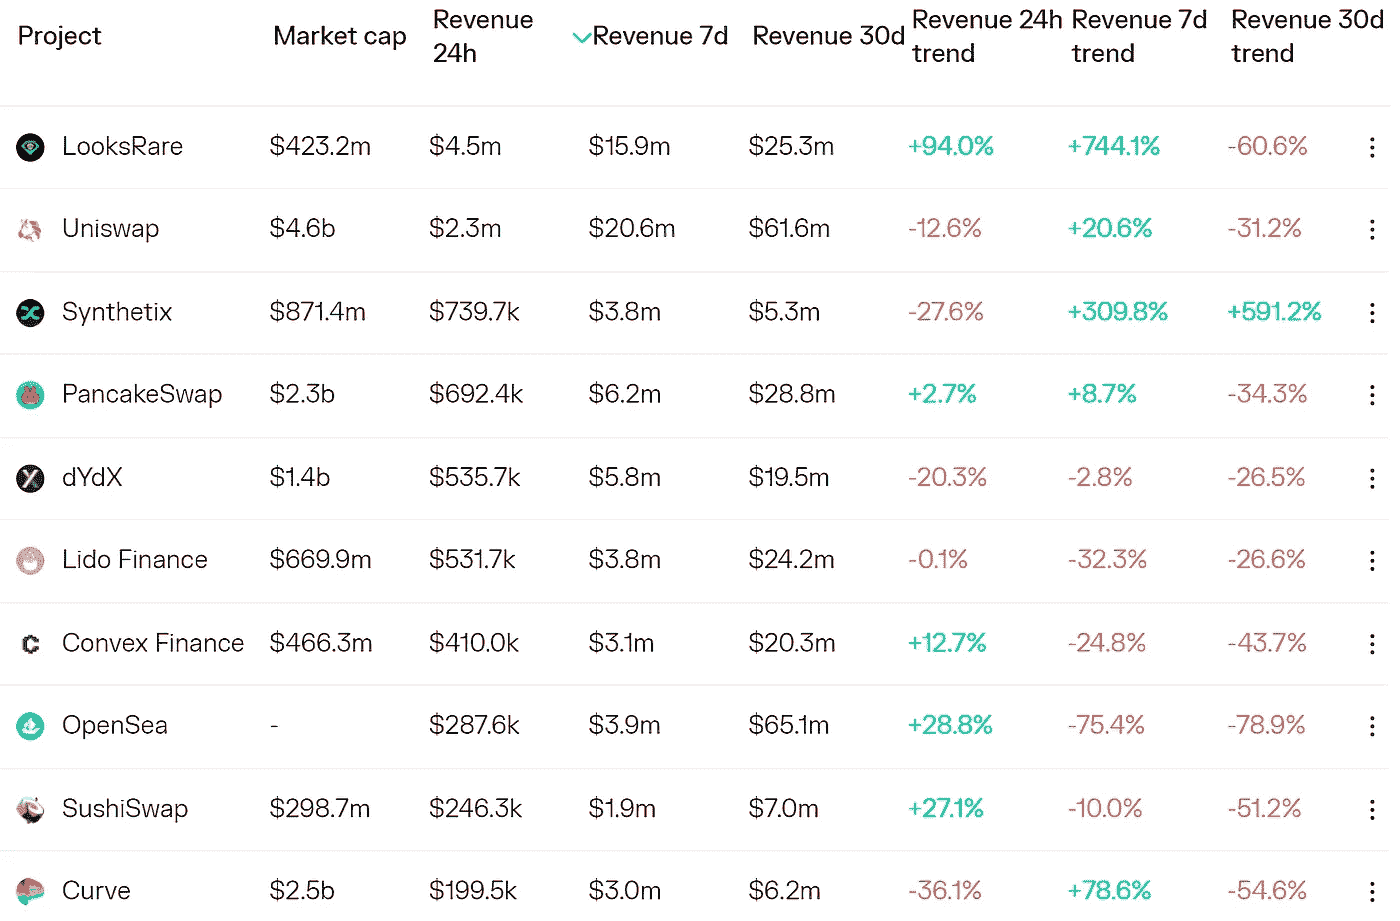 Project Market cap Revenue 24h Revenue 7d Revenue 30d Revenue 24h trend Revenue 7d trend Revenue 30d trend
LooksRare $423.2m $4.5m $15.9m $25.3m +94.0% +744.1% -60.6%
Uniswap $4.6b $2.3m $20.6m $61.6m -12.6% +20.6% -31.2%
Synthetix $871.4m $739.7k $3.8m $5.3m -27.6% +309.8% +591.2%
PancakeSwap $2.3b $692.4k $6.2m $28.8m +2.7% +8.7% -34.3%
dYdX $1.4b $535.7k $5.8m $19.5m -20.3% -2.8% -26.5%
Lido Finance $669.9m $531.7k $3.8m $24.2m -0.1% -32.3% -26.6%
Convex Finance $466.3m $410.0k $3.1m $20.3m +12.7% -24.8% -43.7%
OpenSea - $287.6k $3.9m $65.1m +28.8% -75.4% -78.9%
SushiSwap $298.7m $246.3k $1.9m $7.0m +27.1% -10.0% -51.2%
Curve $2.5b $199.5k $3.0m $6.2m -36.1% +78.6% -54.6%